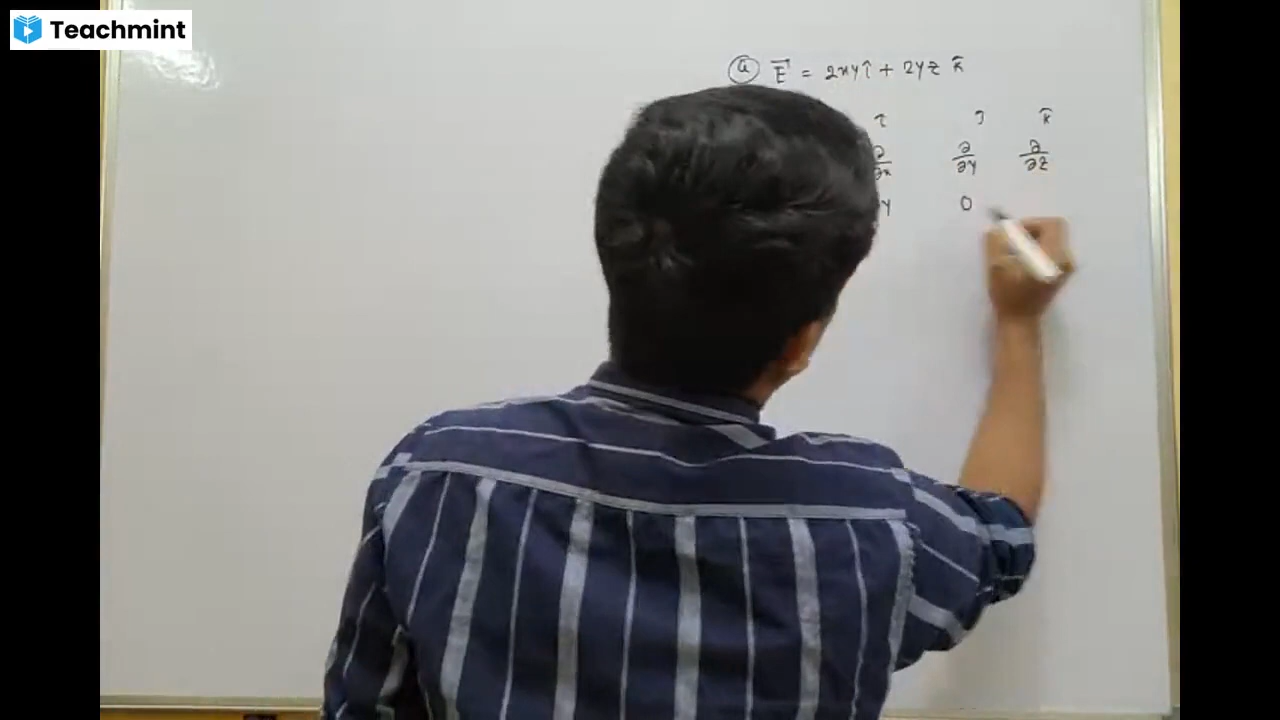 Teachmint
ⓐ E⃗ = 2xy î + 2yz k̂
î ĵ k̂
∂/∂x ∂/∂y ∂/∂z
y 0